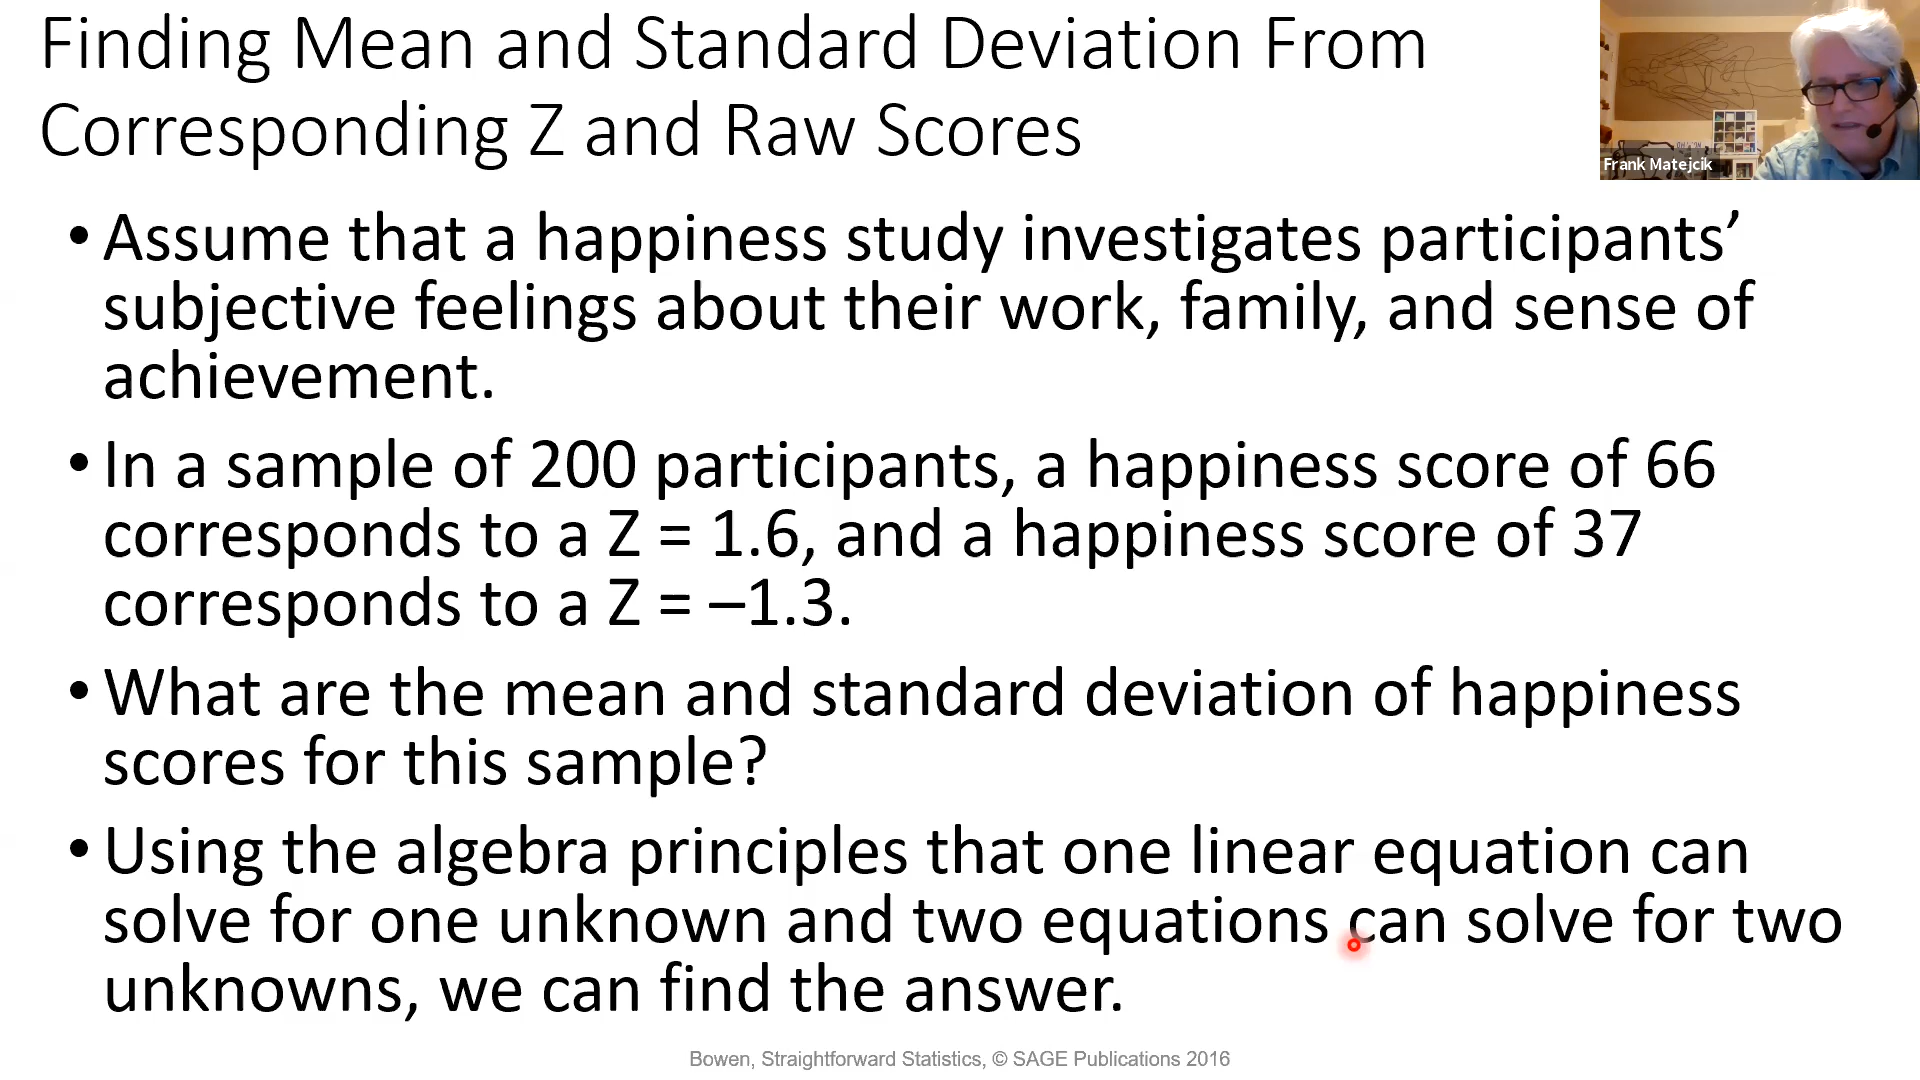 Finding Mean and Standard Deviation From
Corresponding Z and Raw Scores
Frank Matejcik
• Assume that a happiness study investigates participants’
subjective feelings about their work, family, and sense of
achievement.
• In a sample of 200 participants, a happiness score of 66
corresponds to a Z = 1.6, and a happiness score of 37
corresponds to a Z = –1.3.
• What are the mean and standard deviation of happiness
scores for this sample?
• Using the algebra principles that one linear equation can
solve for one unknown and two equations can solve for two
unknowns, we can find the answer.
Bowen, Straightforward Statistics, © SAGE Publications 2016